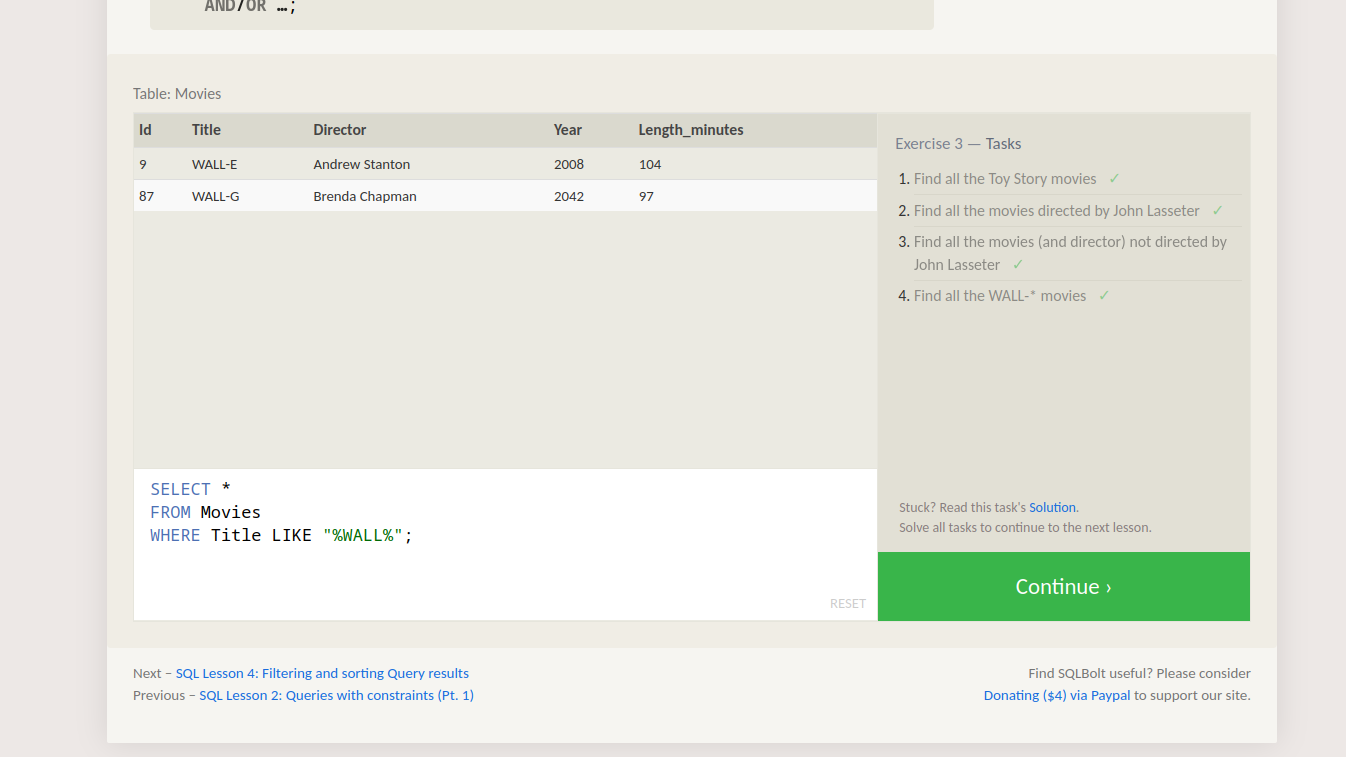 AND/OR …;
Table: Movies
Id Title Director Year Length_minutes
9 WALL-E Andrew Stanton 2008 104
87 WALL-G Brenda Chapman 2042 97
SELECT *
FROM Movies
WHERE Title LIKE "%WALL%";
RESET
Exercise 3 — Tasks
1. Find all the Toy Story movies ✓
2. Find all the movies directed by John Lasseter ✓
3. Find all the movies (and director) not directed by
John Lasseter ✓
4. Find all the WALL-* movies ✓
Stuck? Read this task's Solution.
Solve all tasks to continue to the next lesson.
Continue ›
Next – SQL Lesson 4: Filtering and sorting Query results
Previous – SQL Lesson 2: Queries with constraints (Pt. 1)
Find SQLBolt useful? Please consider
Donating ($4) via Paypal to support our site.